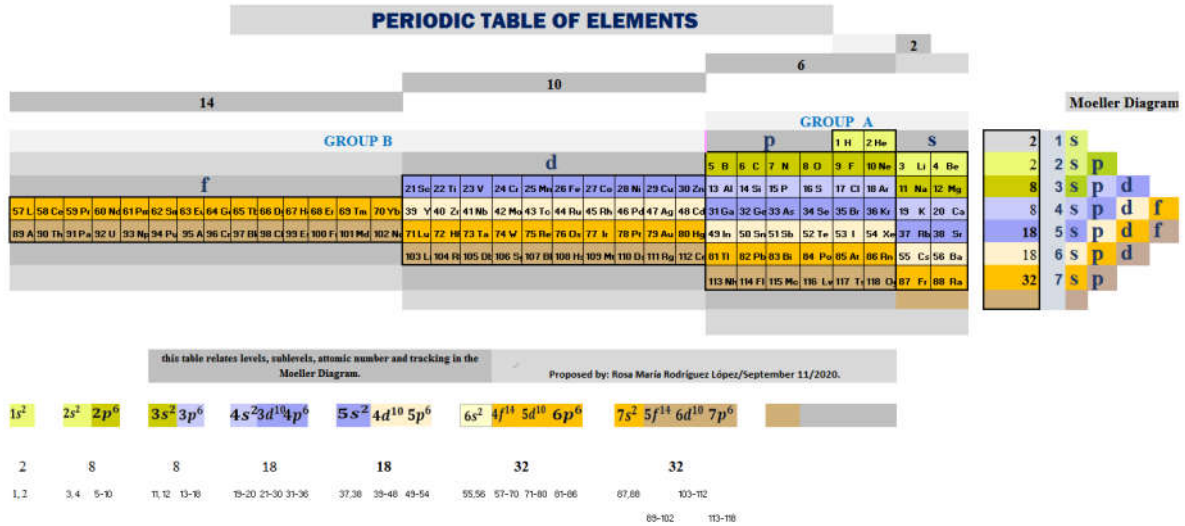 PERIODIC TABLE OF ELEMENTS
2
6
10
14 Moeller Diagram
GROUP A
GROUP B p 1 H 2 He s 2 1 s
d 5 B 6 C 7 N 8 O 9 F 10 Ne 3 Li 4 Be 2 2 s p
f 21 Sc 22 Ti 23 V 24 Cr 25 Mn 26 Fe 27 Co 28 Ni 29 Cu 30 Zn 13 Al 14 Si 15 P 16 S 17 Cl 18 Ar 11 Na 12 Mg 8 3 s p d
57 L 58 Ce 59 Pr 60 Nd 61 Pm 62 Sm 63 Eu 64 G 65 Tb 66 Dy 67 H 68 Er 69 Tm 70 Yb 39 Y 40 Zr 41 Nb 42 Mo 43 Tc 44 Ru 45 Rh 46 Pd 47 Ag 48 Cd 31 Ga 32 Ge 33 As 34 Se 35 Br 36 Kr 19 K 20 Ca 8 4 s p d f
89 A 90 Th 91 Pa 92 U 93 Np 94 Pu 95 A 96 Cr 97 Bl 98 Cl 99 E 100 F 101 Md 102 No 71 Lu 72 Hf 73 Ta 74 W 75 Re 76 Os 77 Ir 78 Pt 79 Au 80 Hg 49 In 50 Sn 51 Sb 52 Te 53 I 54 Xe 37 Rb 38 Sr 18 5 s p d f
103 L 104 R 105 Db 106 S 107 Bl 108 H 109 M 110 D 111 Rg 112 Cn 81 Tl 82 Pb 83 Bi 84 Po 85 At 86 Rn 55 Cs 56 Ba 18 6 s p d
113 Nh 114 Fl 115 Mc 116 Lv 117 Ts 118 O 87 Fr 88 Ra 32 7 s p
this table relates levels, sublevels, attomic number and tracking in the
Moeller Diagram. Proposed by: Rosa María Rodríguez López/September 11/2020.
1s² 2s² 2p⁶ 3s² 3p⁶ 4s² 3d¹⁰ 4p⁶ 5s² 4d¹⁰ 5p⁶ 6s² 4f¹⁴ 5d¹⁰ 6p⁶ 7s² 5f¹⁴ 6d¹⁰ 7p⁶
2 8 8 18 18 32 32
1, 2 3, 4 5-10 11, 12 13-18 19-20 21-30 31-36 37,38 39-48 49-54 55,56 57-70 71-80 81-86 87,88 103-112
89-102 113-118